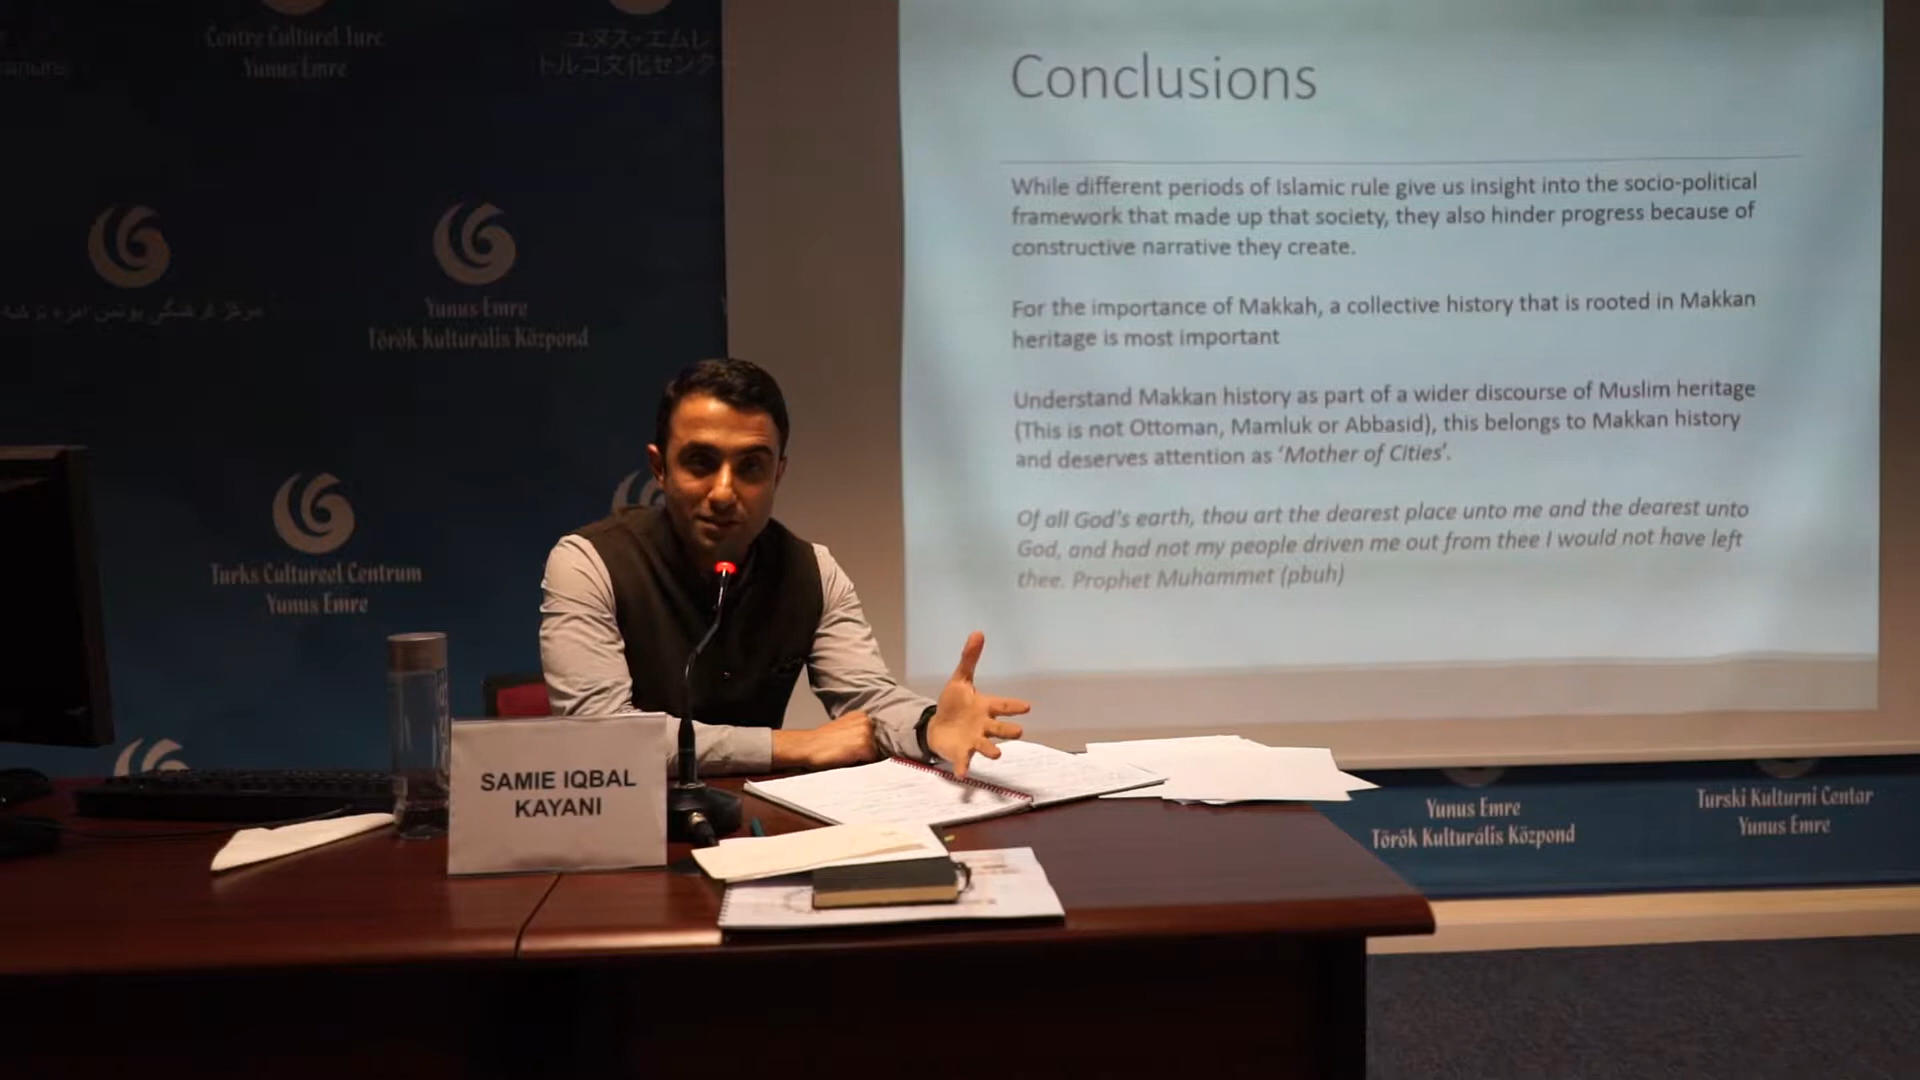 Centre Culturel Turc
Yunus Emre
ユヌス・エムレ
トルコ文化センター
Yunus Emre
Török Kulturális Központ
Turks Cultureel Centrum
Yunus Emre
Conclusions
While different periods of Islamic rule give us insight into the socio-political
framework that made up that society, they also hinder progress because of
constructive narrative they create.
For the importance of Makkah, a collective history that is rooted in Makkan
heritage is most important
Understand Makkan history as part of a wider discourse of Muslim heritage
(This is not Ottoman, Mamluk or Abbasid), this belongs to Makkan history
and deserves attention as ‘Mother of Cities’.
Of all God's earth, thou art the dearest place unto me and the dearest unto
God, and had not my people driven me out from thee I would not have left
thee. Prophet Muhammet (pbuh)
SAMIE IQBAL
KAYANI
Yunus Emre
Török Kulturális Központ
Turski Kulturni Centar
Yunus Emre